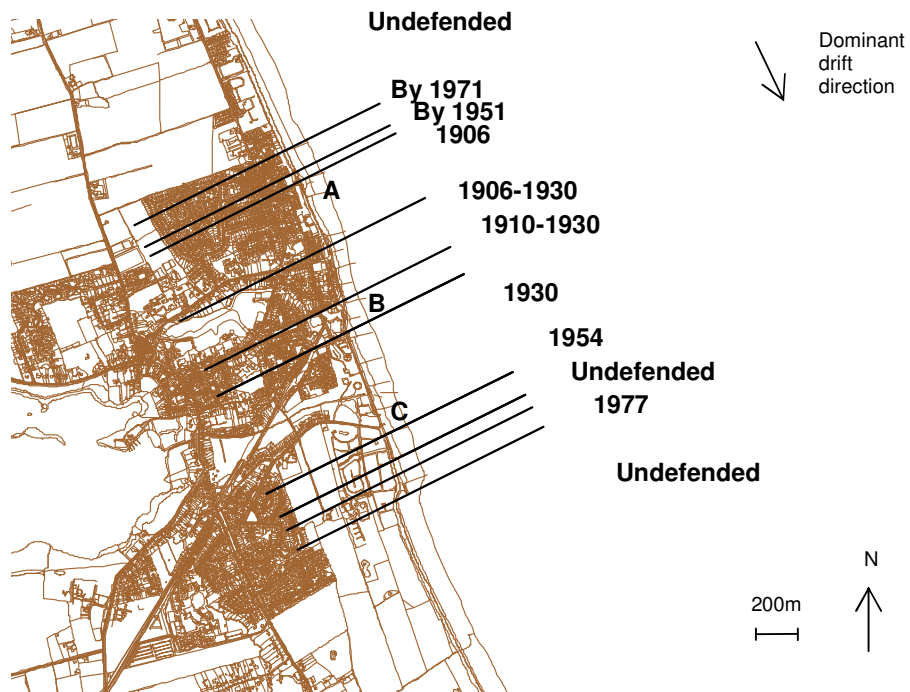 Undefended
Dominant
drift
direction
By 1971
By 1951
1906
A
1906-1930
1910-1930
1930
B
1954
Undefended
1977
C
Undefended
N
200m